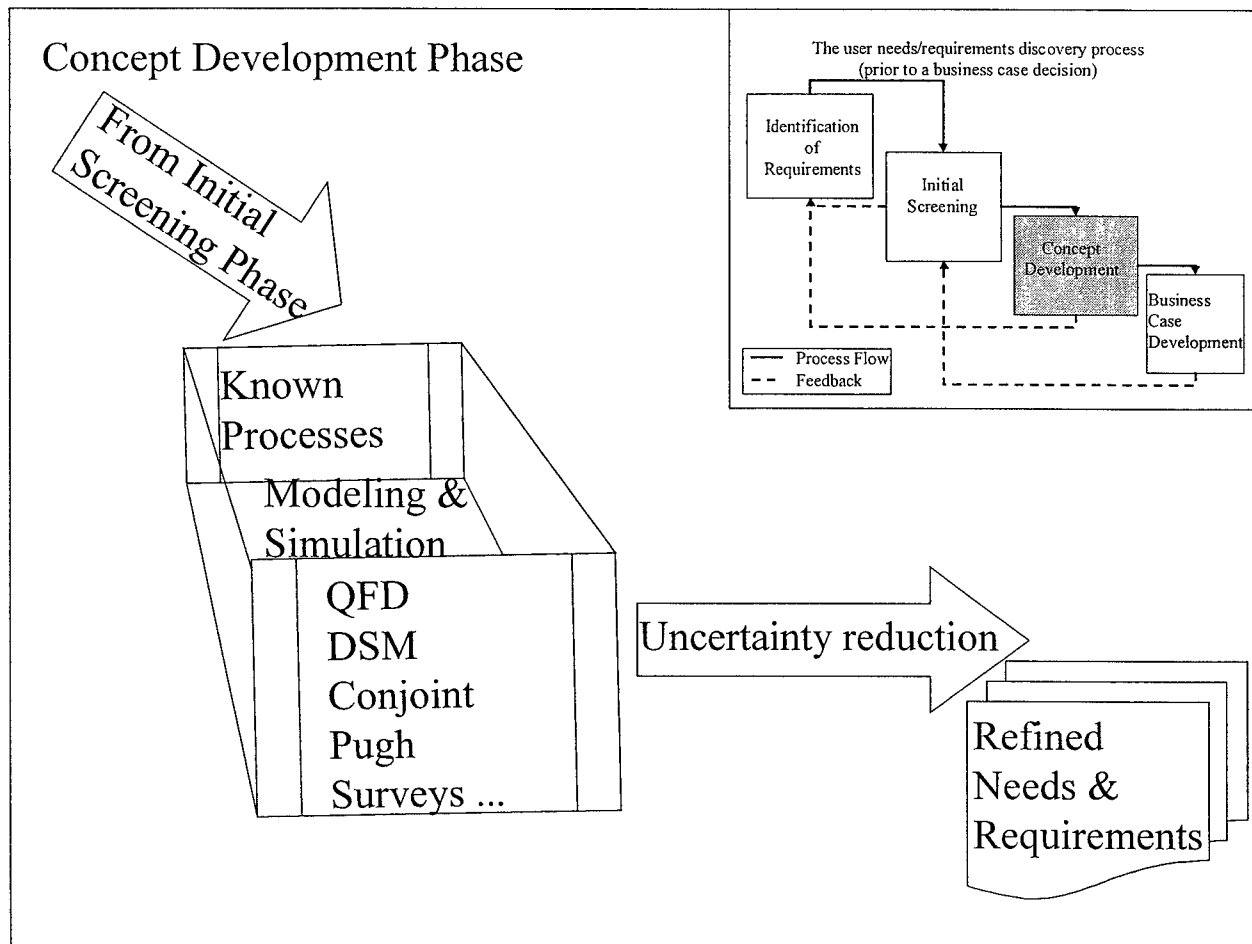 Concept Development Phase
From Initial
Screening Phase
Known
Processes
Modeling &
Simulation
QFD
DSM
Conjoint
Pugh
Surveys ...
Uncertainty reduction
Refined
Needs &
Requirements
The user needs/requirements discovery process
(prior to a business case decision)
Identification
of
Requirements
Initial
Screening
Concept
Development
Business
Case
Development
Process Flow
Feedback